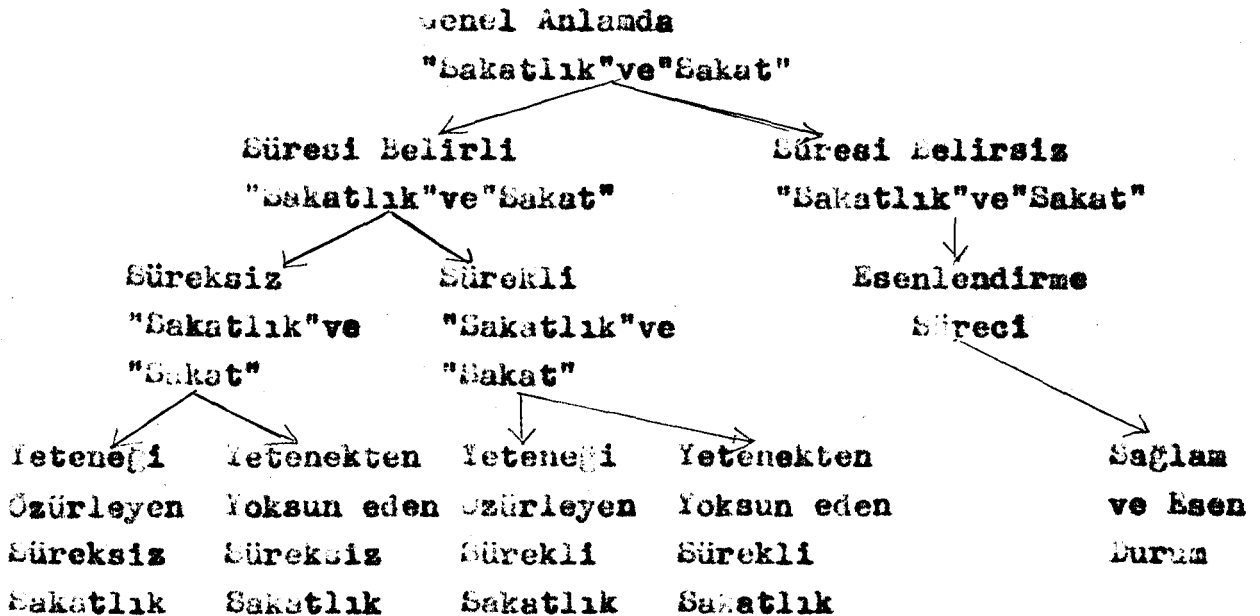 Genel Anlamda
"Sakatlık"ve"Sakat"
Süresi Belirli
"Sakatlık"ve"Sakat"
Süresi Belirsiz
"Sakatlık"ve"Sakat"
Süreksiz
"Sakatlık"ve
"Sakat"
Sürekli
"Sakatlık"ve
"Sakat"
Esenlendirme
Süreci
Yeteneği
Özürleyen
Süreksiz
Sakatlık
Yetenekten
Yoksun eden
Süreksiz
Sakatlık
Yeteneği
Özürleyen
Sürekli
Sakatlık
Yetenekten
Yoksun eden
Sürekli
Sakatlık
Sağlam
ve Esen
Durum